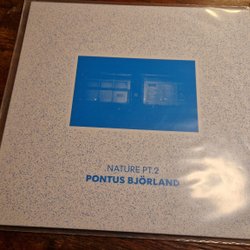 NATURE PT.2
PONTUS BJÖRLAND